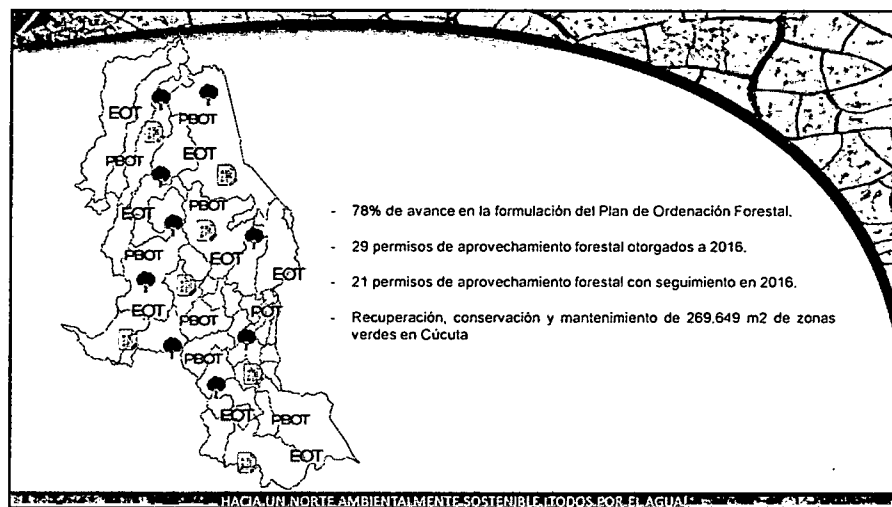 EOT
PBOT
PBOT
EOT
PBOT
EOT
PBOT
EOT
EOT
EOT
PBOT
EOT
PBOT
POT
PBOT
EOT
PBOT
EOT
- 78% de avance en la formulación del Plan de Ordenación Forestal.
- 29 permisos de aprovechamiento forestal otorgados a 2016.
- 21 permisos de aprovechamiento forestal con seguimiento en 2016.
- Recuperación, conservación y mantenimiento de 269,649 m2 de zonas
verdes en Cúcuta
HACIA UN NORTE AMBIENTALMENTE SOSTENIBLE ¡TODOS POR EL AGUA!